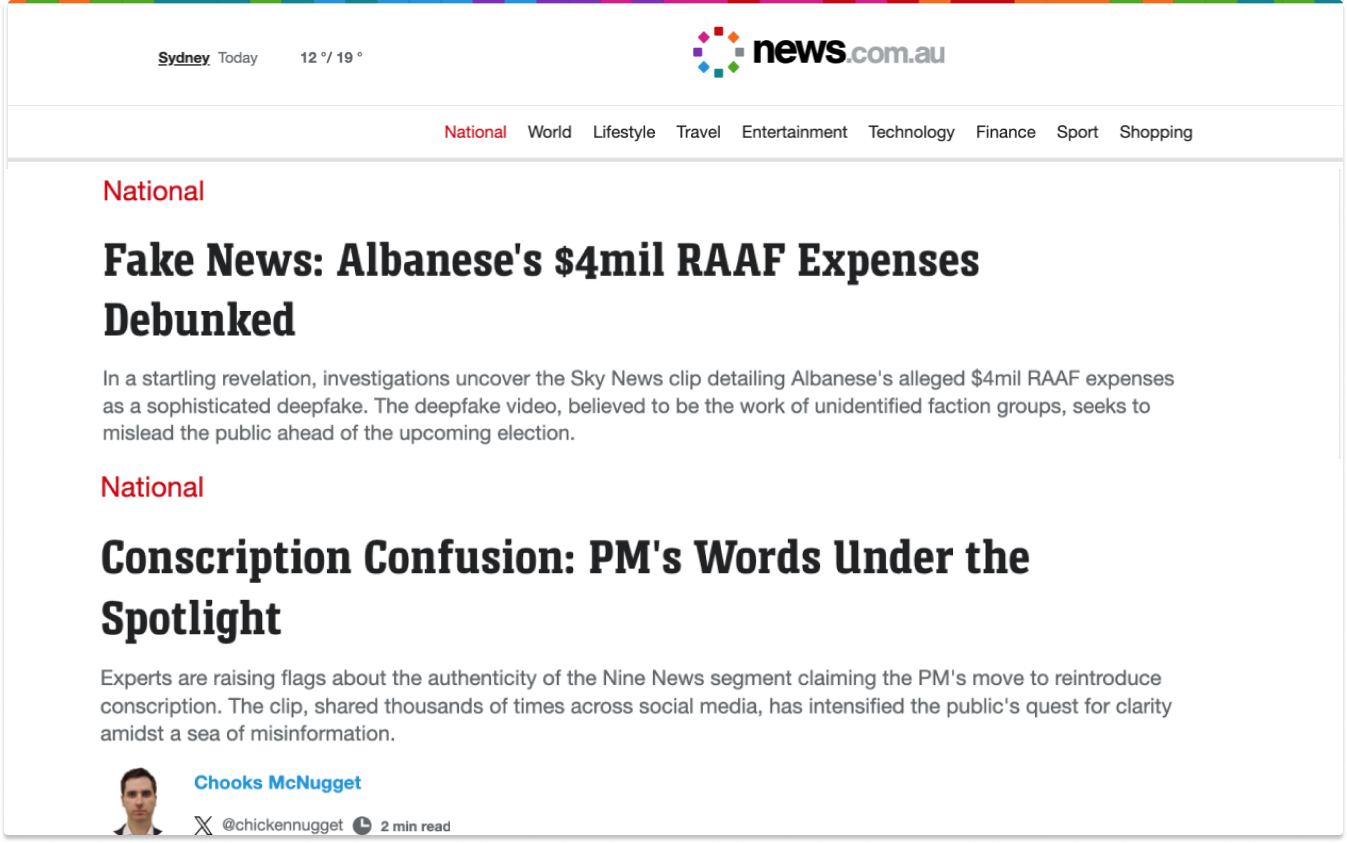 Sydney Today 12 °/ 19 ° news.com.au
National World Lifestyle Travel Entertainment Technology Finance Sport Shopping
National
Fake News: Albanese's $4mil RAAF Expenses
Debunked
In a startling revelation, investigations uncover the Sky News clip detailing Albanese's alleged $4mil RAAF expenses
as a sophisticated deepfake. The deepfake video, believed to be the work of unidentified faction groups, seeks to
mislead the public ahead of the upcoming election.
National
Conscription Confusion: PM's Words Under the
Spotlight
Experts are raising flags about the authenticity of the Nine News segment claiming the PM's move to reintroduce
conscription. The clip, shared thousands of times across social media, has intensified the public's quest for clarity
amidst a sea of misinformation.
Chooks McNugget
@chickennugget 2 min read